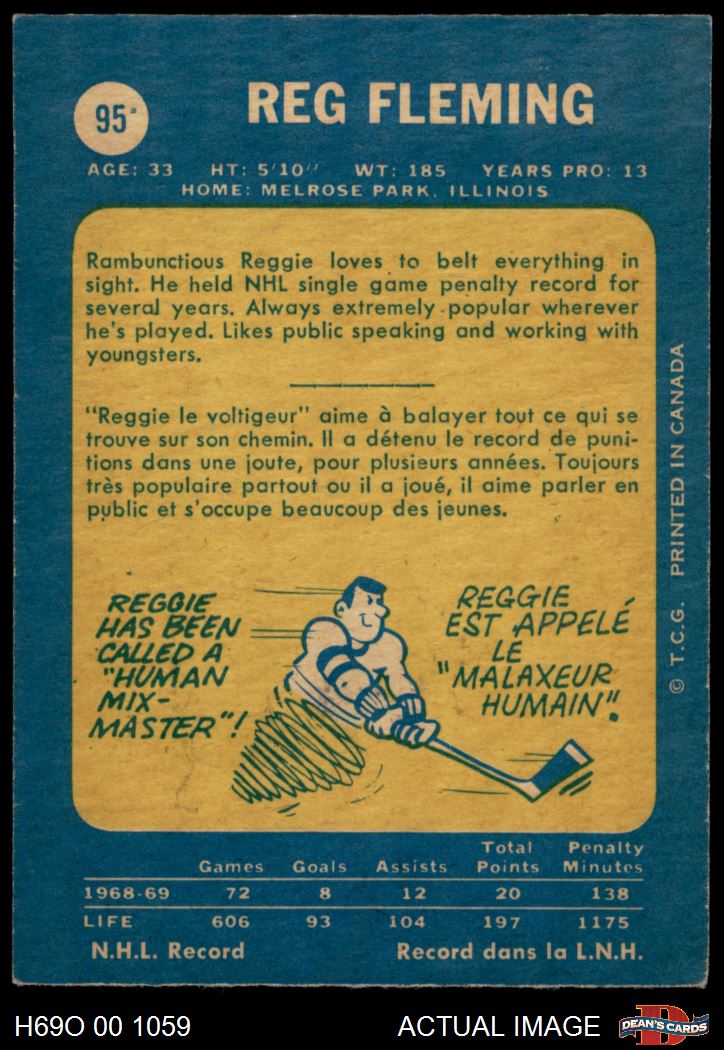 95
REG FLEMING
AGE: 33 HT: 5'10'' WT: 185 YEARS PRO: 13
HOME: MELROSE PARK, ILLINOIS
Rambunctious Reggie loves to belt everything in
sight. He held NHL single game penalty record for
several years. Always extremely popular wherever
he's played. Likes public speaking and working with
youngsters.
"Reggie le voltigeur" aime à balayer tout ce qui se
trouve sur son chemin. Il a détenu le record de puni-
tions dans une joute, pour plusieurs années. Toujours
très populaire partout ou il a joué, il aime parler en
public et s'occupe beaucoup des jeunes.
REGGIE
HAS BEEN
CALLED A
"HUMAN
MIX-
MASTER"!
REGGIE
EST APPELÉ
LE
"MALAXEUR
HUMAIN".
© T.C.G. PRINTED IN CANADA
Games Goals Assists Total Points Penalty Minutes
1968-69 72 8 12 20 138
LIFE 606 93 104 197 1175
N.H.L. Record Record dans la L.N.H.
H69O 00 1059 ACTUAL IMAGE
D
DEAN'S CARDS